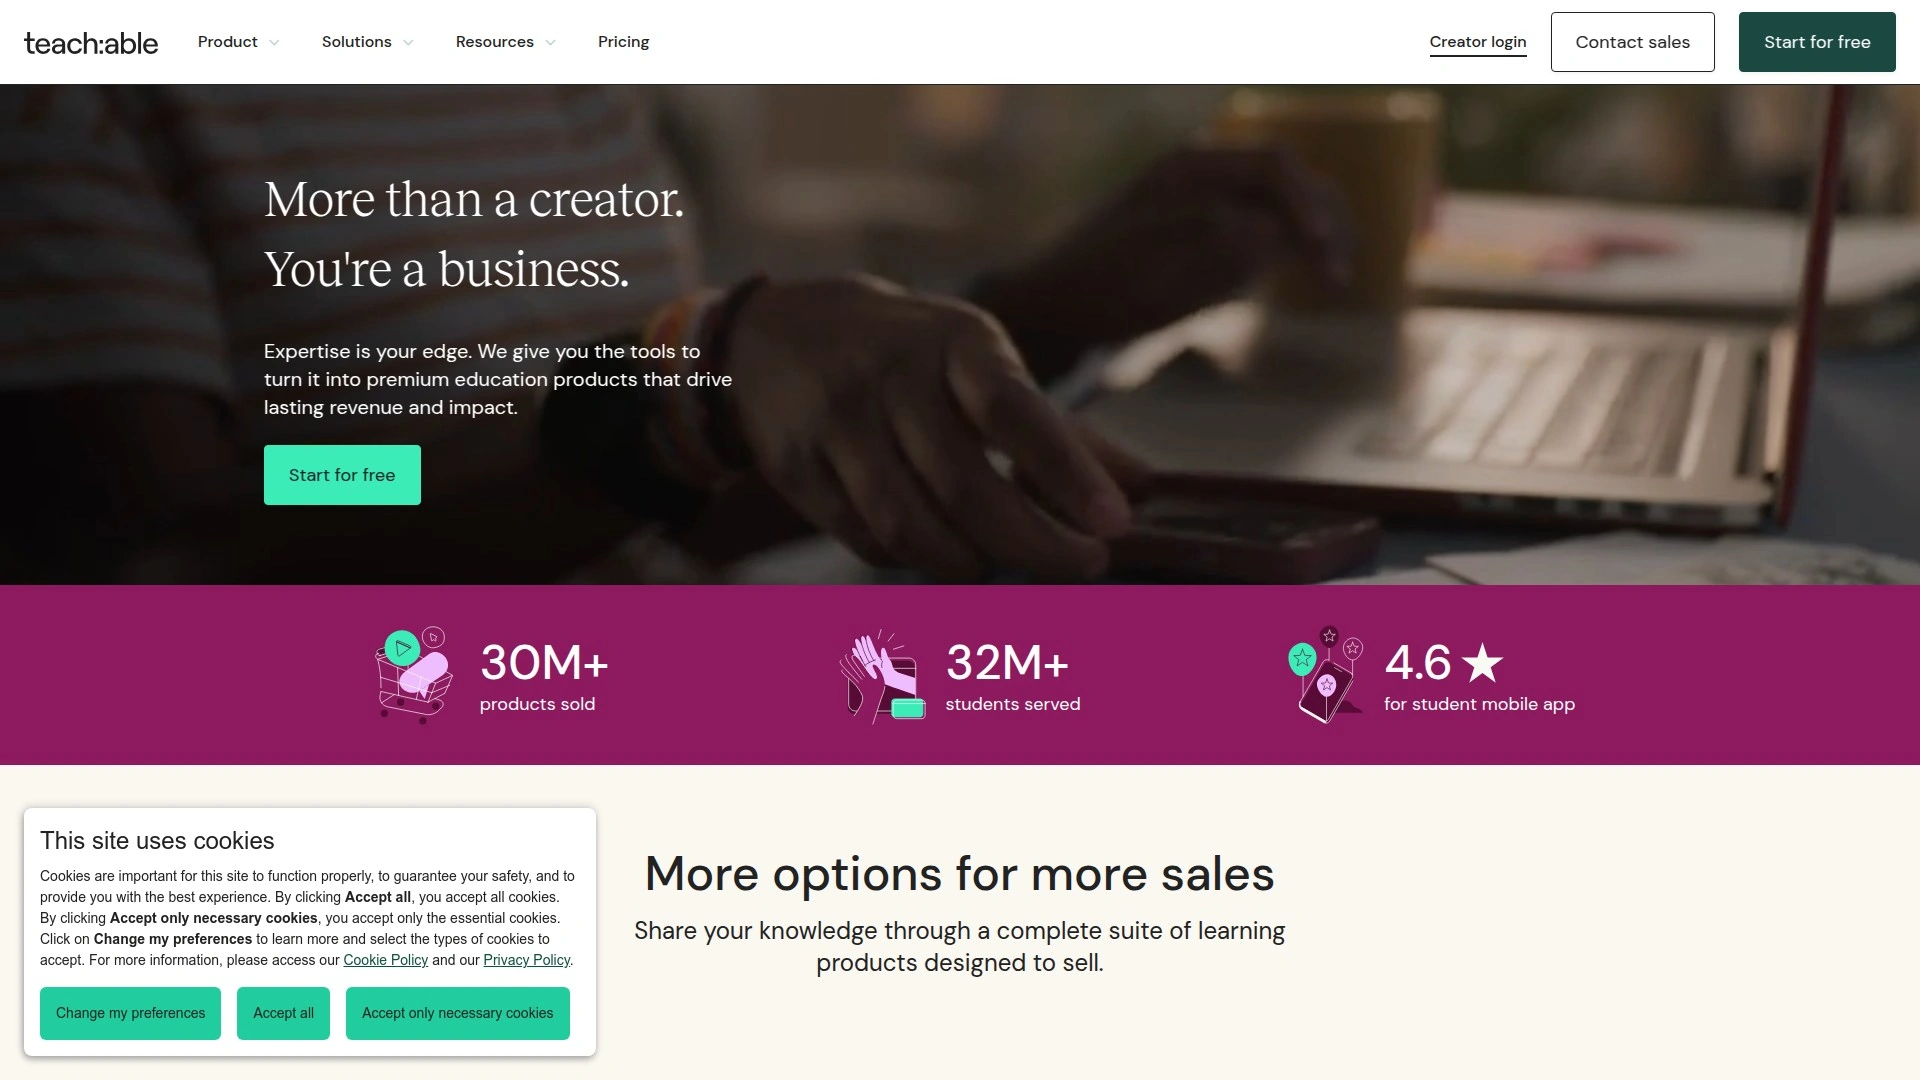 teach:able
Product
Solutions
Resources
Pricing
Creator login
Contact sales
Start for free
More than a creator.
You're a business.
Expertise is your edge. We give you the tools to
turn it into premium education products that drive
lasting revenue and impact.
Start for free
30M+
products sold
32M+
students served
4.6 ★
for student mobile app
This site uses cookies
Cookies are important for this site to function properly, to guarantee your safety, and to
provide you with the best experience. By clicking Accept all, you accept all cookies.
By clicking Accept only necessary cookies, you accept only the essential cookies.
Click on Change my preferences to learn more and select the types of cookies to
accept. For more information, please access our Cookie Policy and our Privacy Policy.
Change my preferences
Accept all
Accept only necessary cookies
More options for more sales
Share your knowledge through a complete suite of learning
products designed to sell.